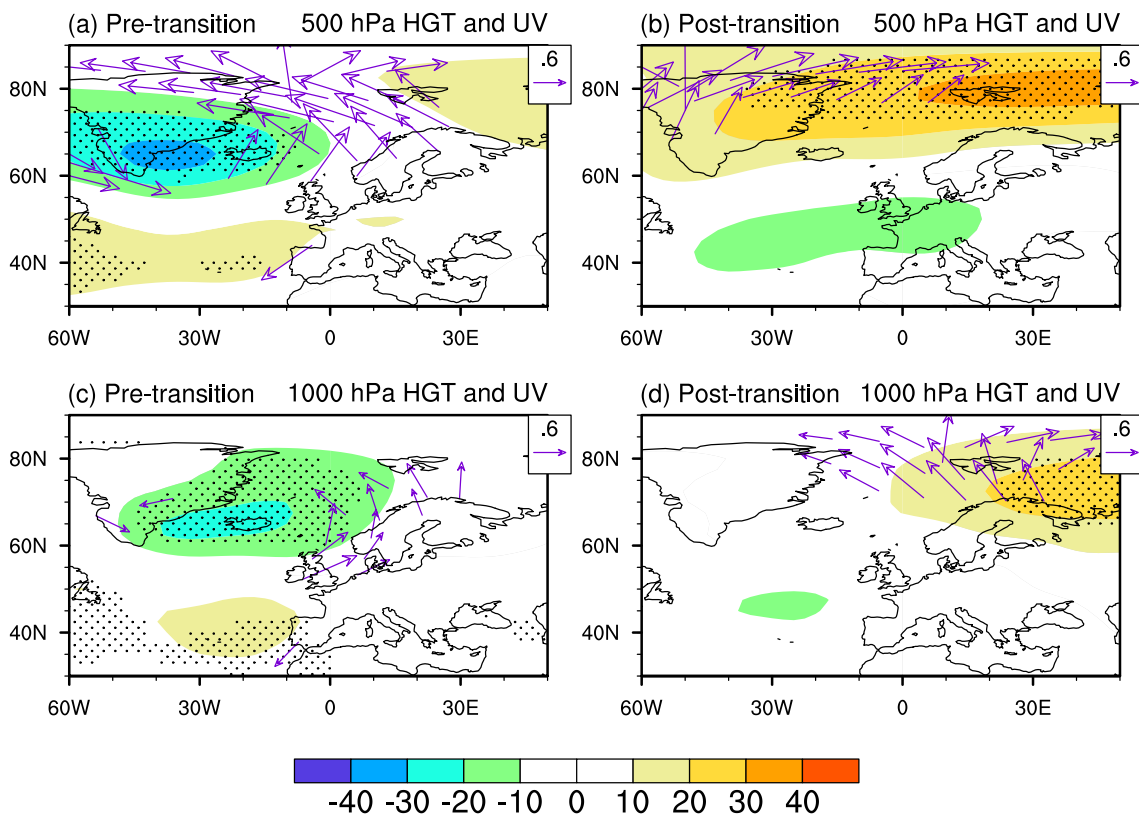 (a) Pre-transition 500 hPa HGT and UV
.6
80N
60N
40N
60W 30W 0 30E
(b) Post-transition 500 hPa HGT and UV
.6
80N
60N
40N
60W 30W 0 30E
(c) Pre-transition 1000 hPa HGT and UV
.6
80N
60N
40N
60W 30W 0 30E
(d) Post-transition 1000 hPa HGT and UV
.6
80N
60N
40N
60W 30W 0 30E
-40 -30 -20 -10 0 10 20 30 40